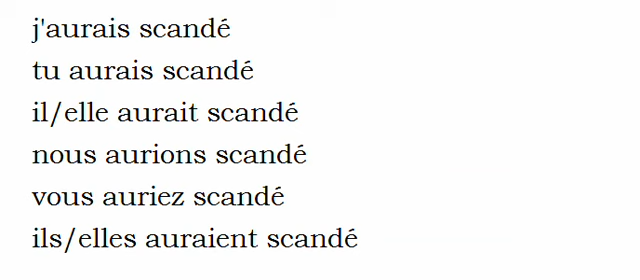 j'aurais scandé
tu aurais scandé
il/elle aurait scandé
nous aurions scandé
vous auriez scandé
ils/elles auraient scandé